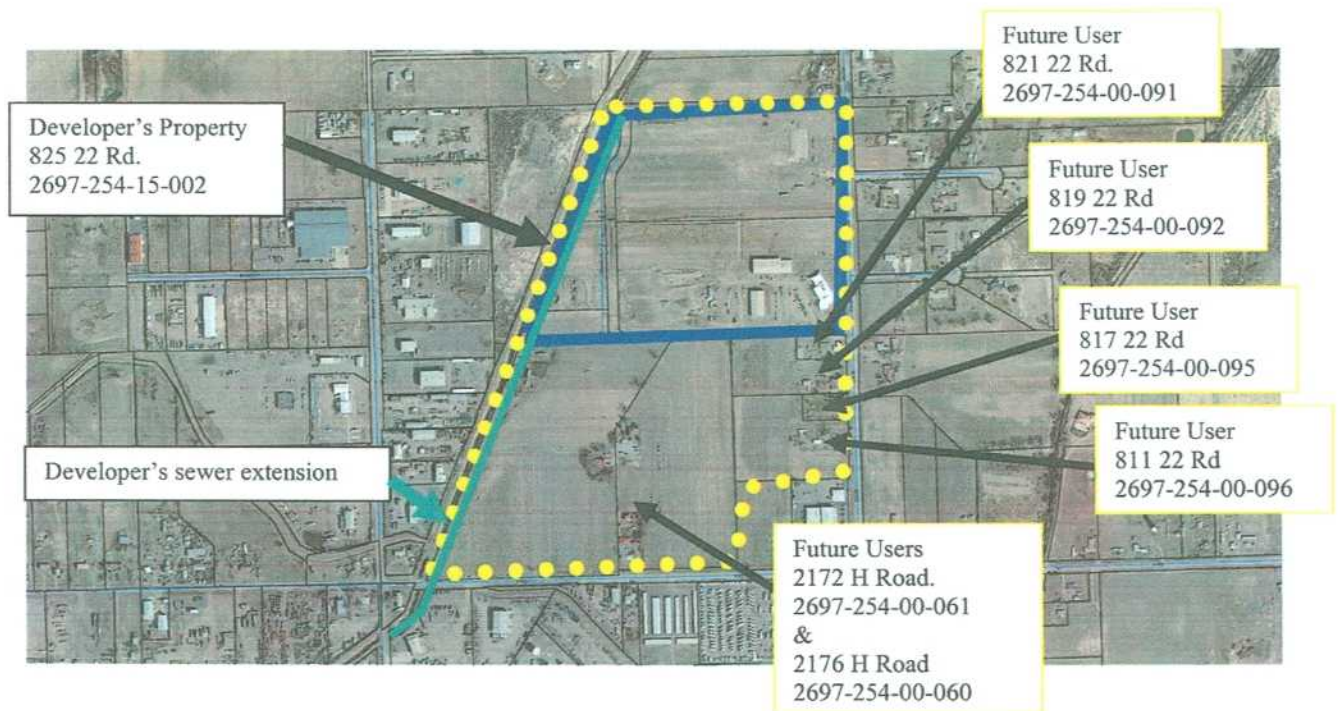 Future User
821 22 Rd.
2697-254-00-091
Developer's Property
825 22 Rd.
2697-254-15-002
Future User
819 22 Rd
2697-254-00-092
Future User
817 22 Rd
2697-254-00-095
Future User
811 22 Rd
2697-254-00-096
Developer's sewer extension
Future Users
2172 H Road.
2697-254-00-061
&
2176 H Road
2697-254-00-060